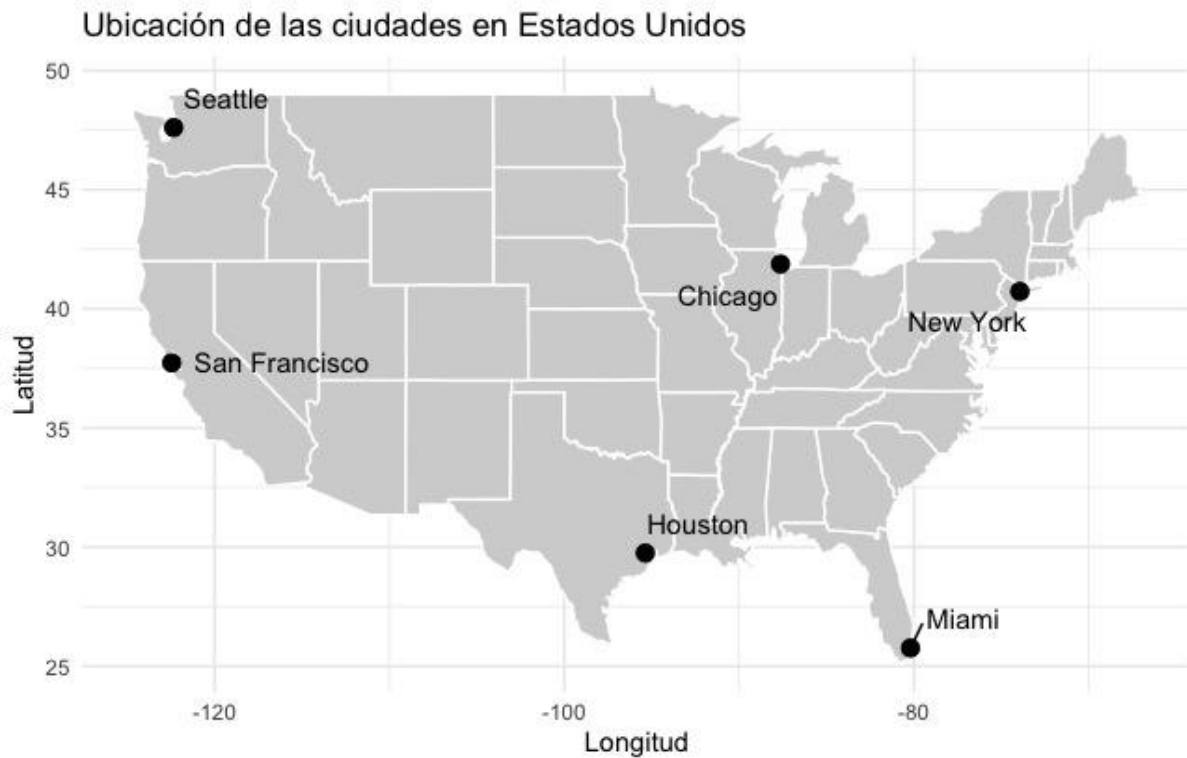 Ubicación de las ciudades en Estados Unidos
50
Seattle
45
Chicago
40
New York
San Francisco
Latitud
35
Houston
30
Miami
25
-120
-100
-80
Longitud